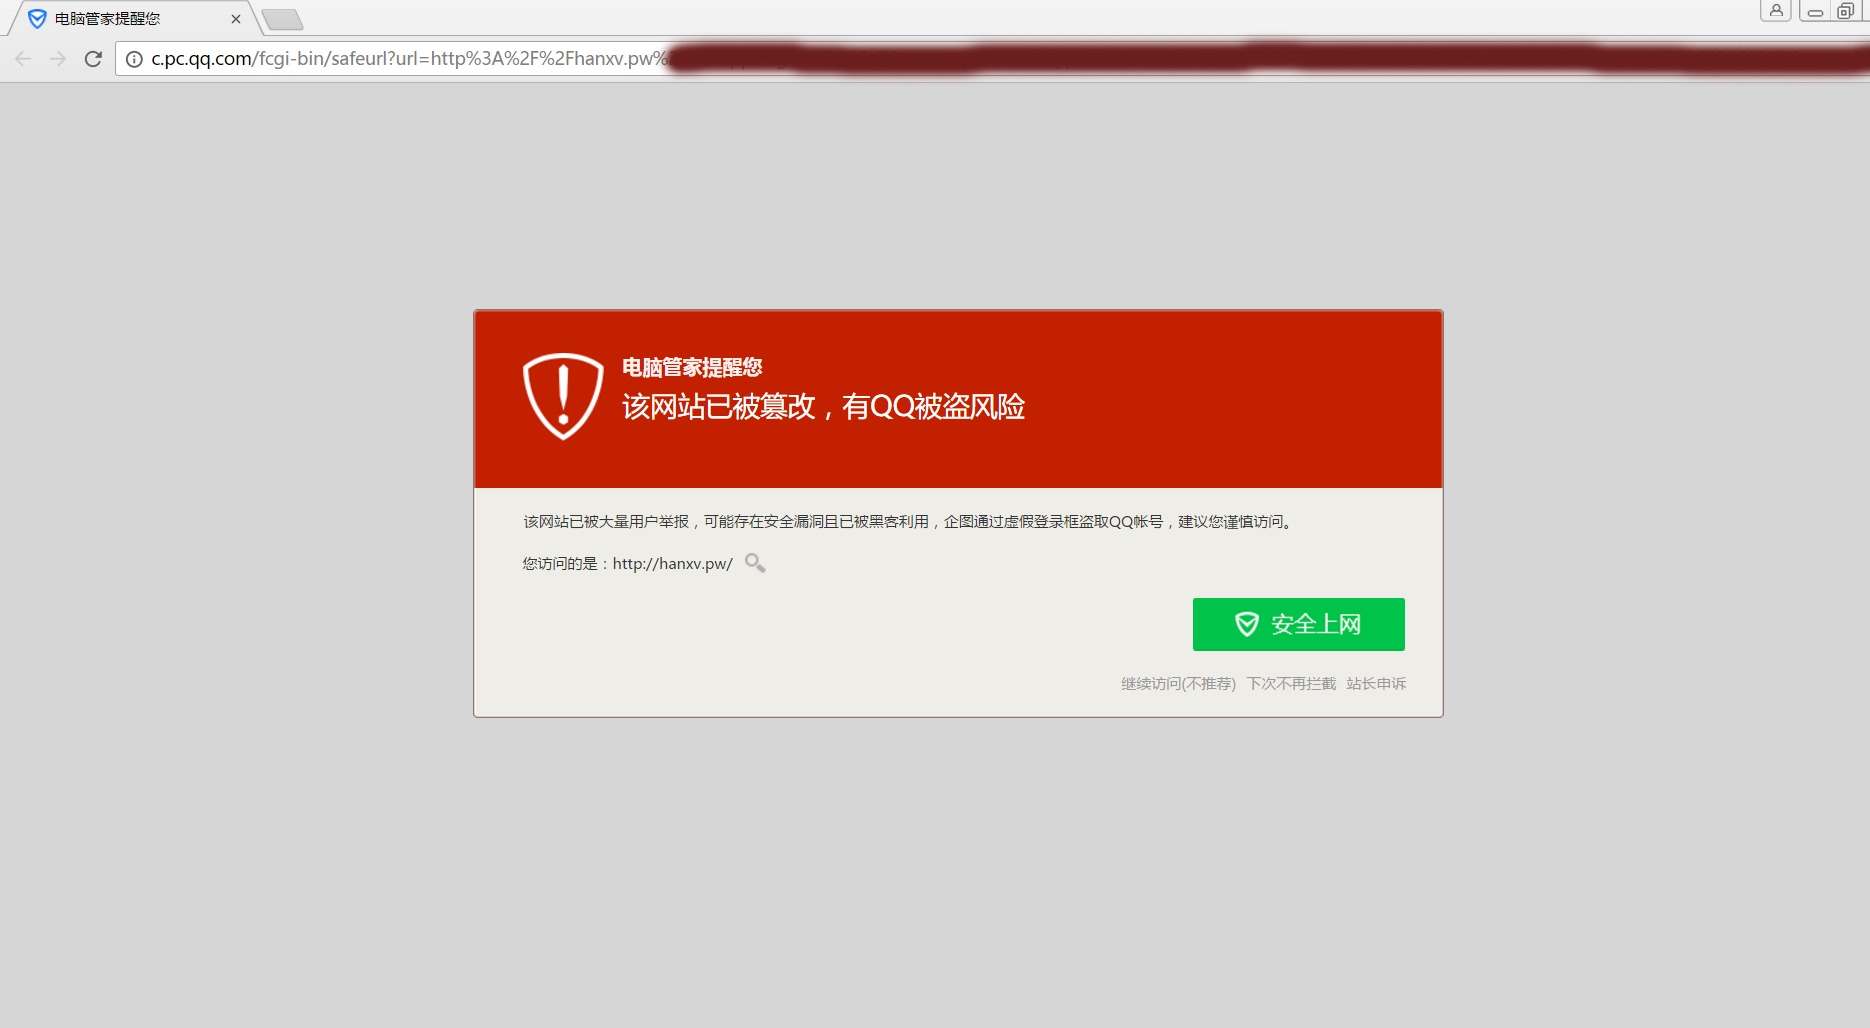 电脑管家提醒您
c.pc.qq.com/fcgi-bin/safeurl?url=http%3A%2F%2Fhanxv.pw%
电脑管家提醒您
该网站已被篡改，有QQ被盗风险
该网站已被大量用户举报，可能存在安全漏洞且已被黑客利用，企图通过虚假登录框盗取QQ帐号，建议您谨慎访问。
您访问的是：http://hanxv.pw/
安全上网
继续访问(不推荐) 下次不再拦截 站长申诉